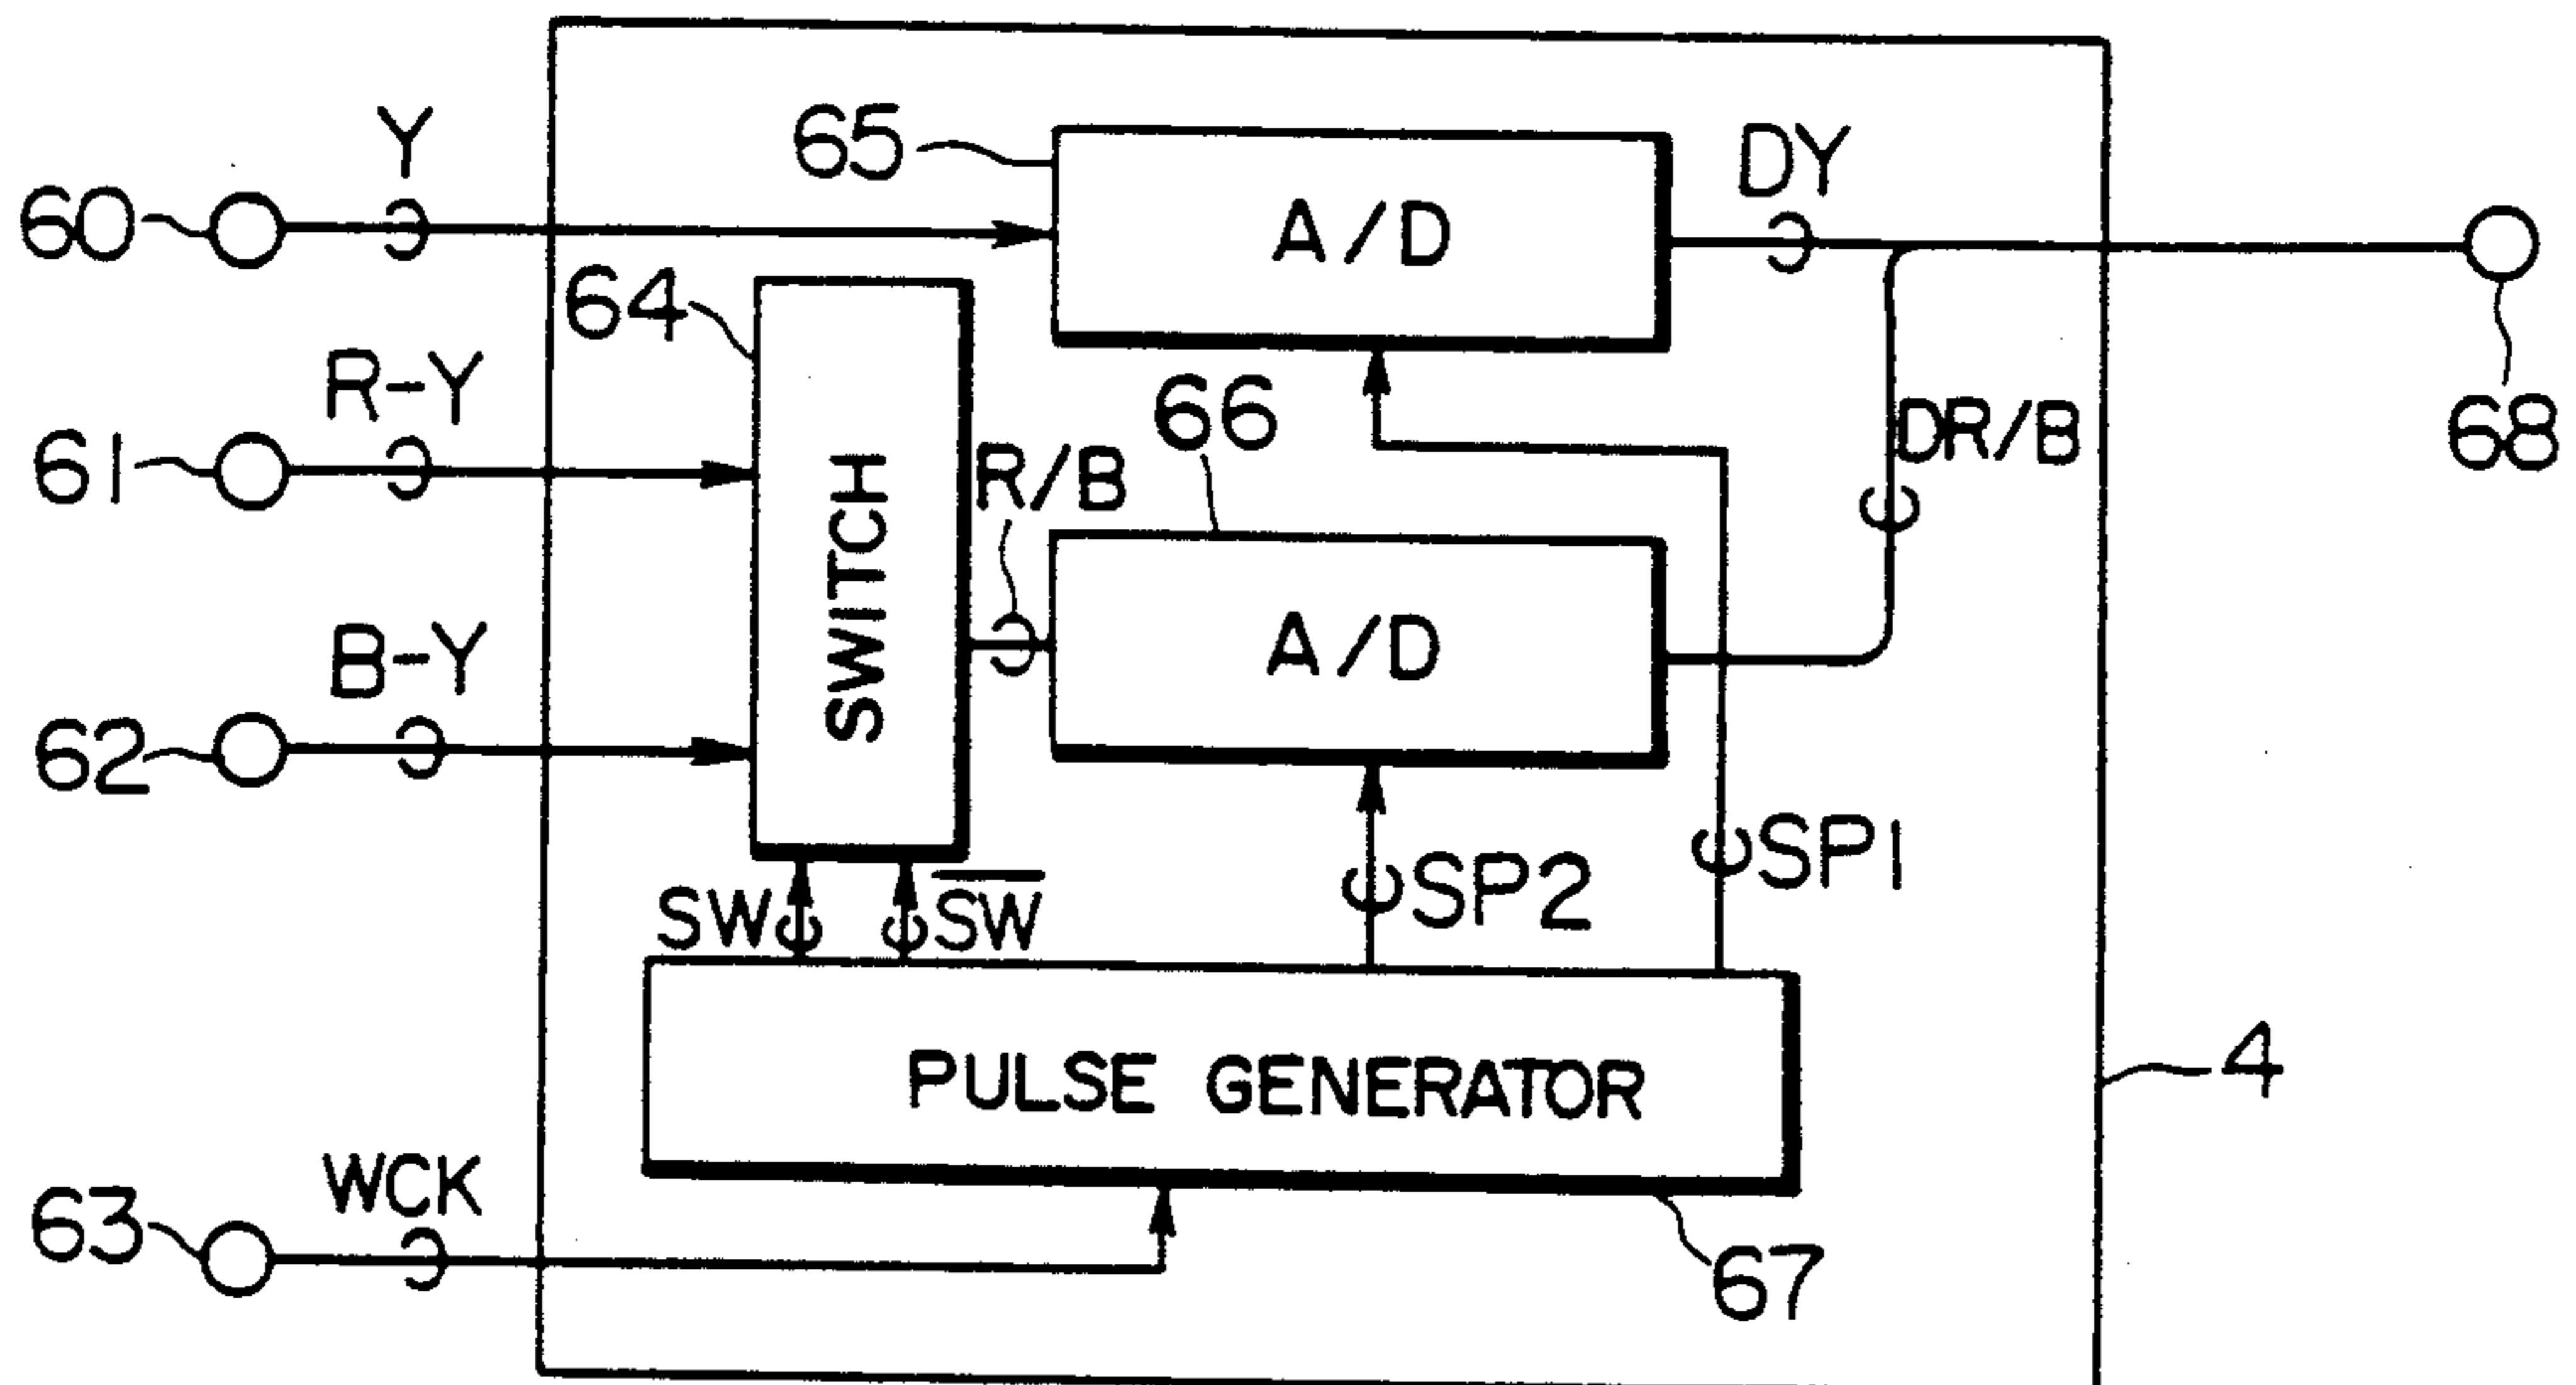 60
Y
65
A/D
DY
68
61
R-Y
64
SWITCH
R/B
66
A/D
DR/B
62
B-Y
SW
S̅W̅
SP2
SP1
PULSE GENERATOR
67
4
63
WCK